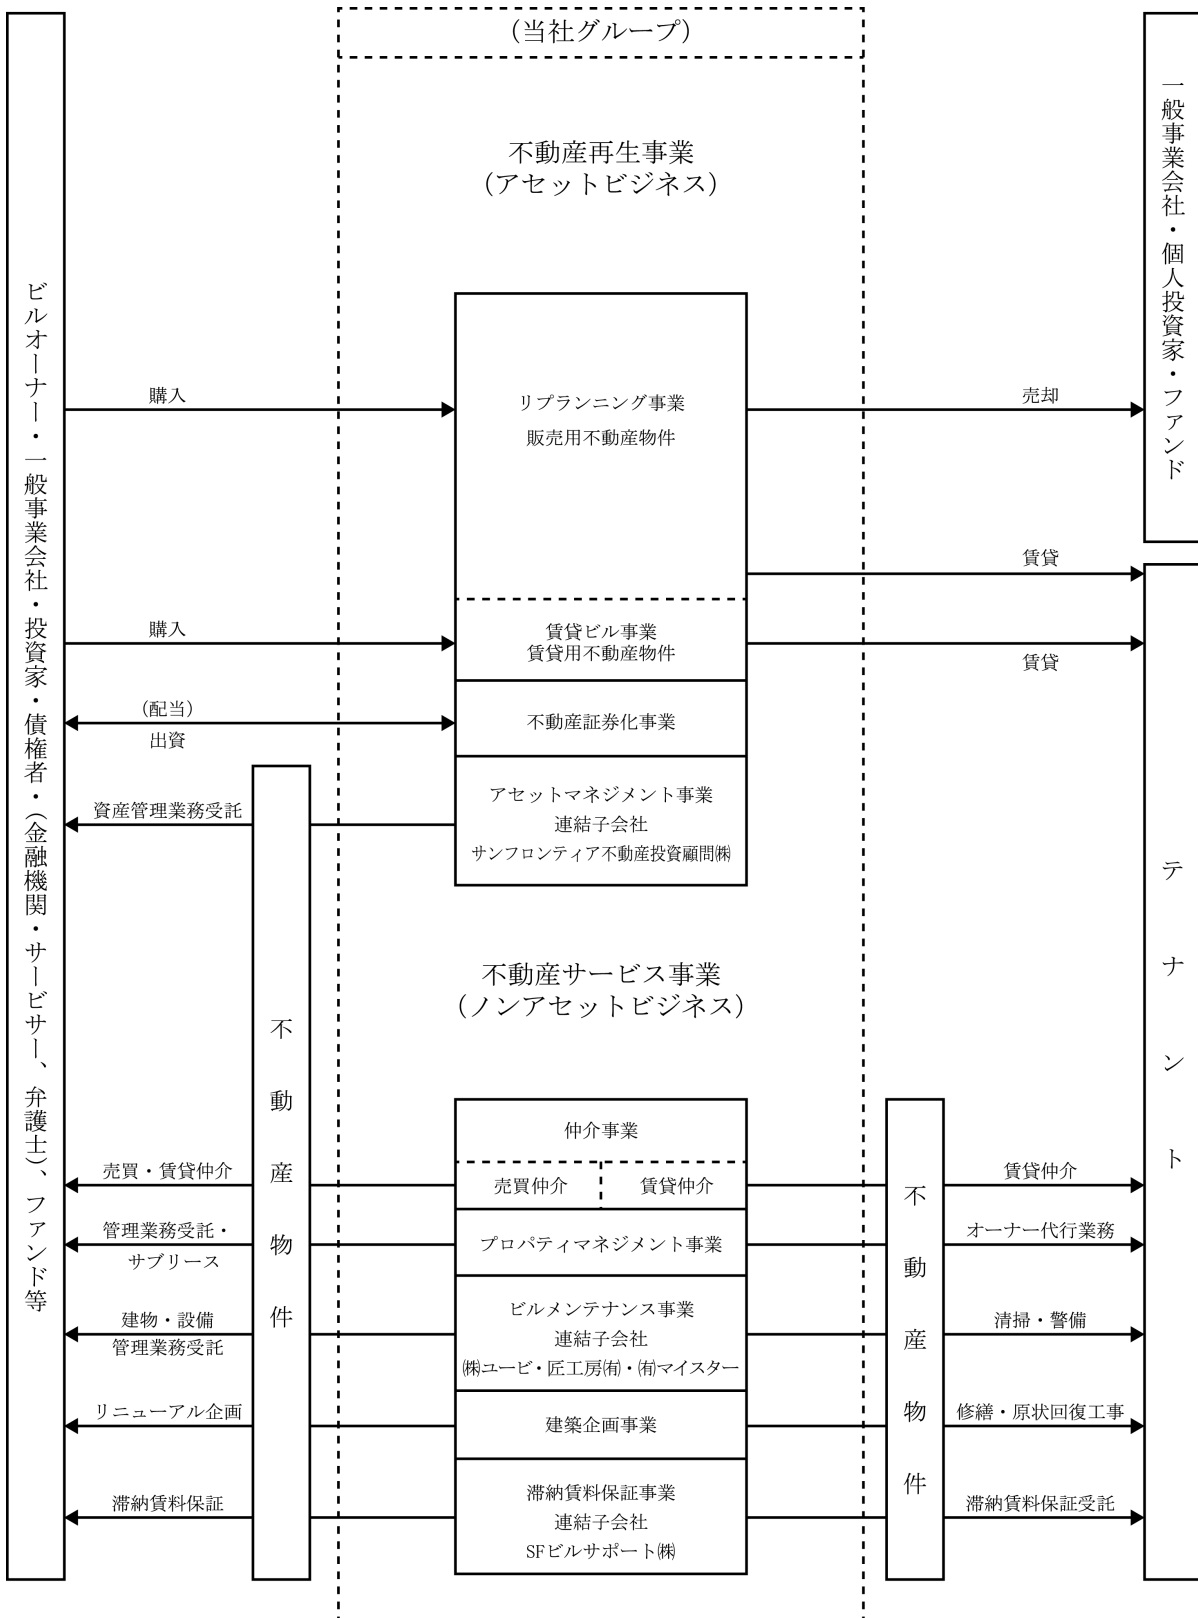 (当社グループ)
不動産再生事業
(アセットビジネス)
ビルオーナー・一般事業会社・投資家・債権者・(金融機関・サービサー、弁護士)、ファンド等
一般事業会社・個人投資家・ファンド
購入
リプランニング事業
販売用不動産物件
売却
賃貸
購入
賃貸ビル事業
賃貸用不動産物件
賃貸
(配当)
出資
不動産証券化事業
資産管理業務受託
アセットマネジメント事業
連結子会社
サンフロンティア不動産投資顧問㈱
テナント
不動産サービス事業
(ノンアセットビジネス)
不動産物件
不動産物件
仲介事業
売買・賃貸仲介
売買仲介
賃貸仲介
賃貸仲介
管理業務受託・
サブリース
プロパティマネジメント事業
オーナー代行業務
建物・設備
管理業務受託
ビルメンテナンス事業
連結子会社
㈱ユービ・匠工房㈲・㈲マイスター
清掃・警備
リニューアル企画
建築企画事業
修繕・原状回復工事
滞納賃料保証
滞納賃料保証事業
連結子会社
SFビルサポート㈱
滞納賃料保証受託